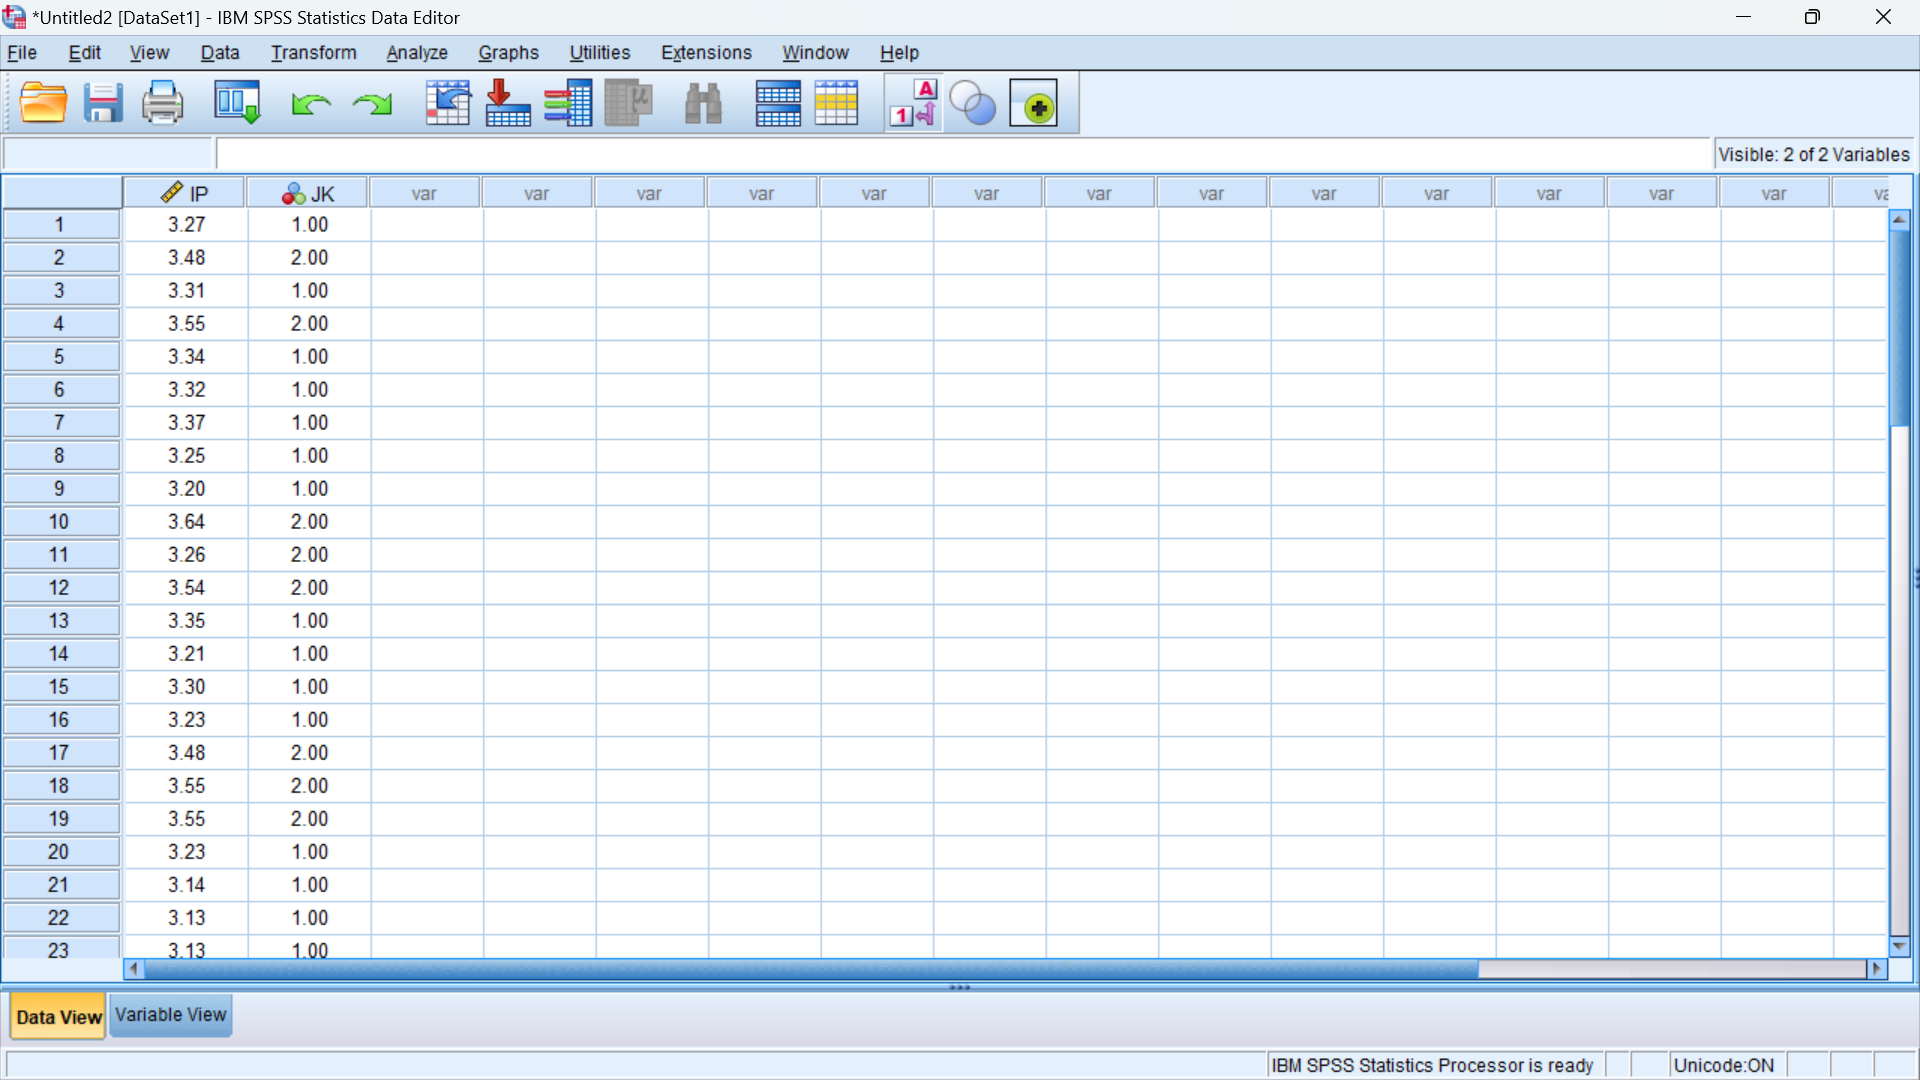 *Untitled2 [DataSet1] - IBM SPSS Statistics Data Editor
File Edit View Data Transform Analyze Graphs Utilities Extensions Window Help
1 A
Visible: 2 of 2 Variables
IP JK var var var var var var var var var var var var var va
1 3.27 1.00
2 3.48 2.00
3 3.31 1.00
4 3.55 2.00
5 3.34 1.00
6 3.32 1.00
7 3.37 1.00
8 3.25 1.00
9 3.20 1.00
10 3.64 2.00
11 3.26 2.00
12 3.54 2.00
13 3.35 1.00
14 3.21 1.00
15 3.30 1.00
16 3.23 1.00
17 3.48 2.00
18 3.55 2.00
19 3.55 2.00
20 3.23 1.00
21 3.14 1.00
22 3.13 1.00
23 3.13 1.00
Data View Variable View
IBM SPSS Statistics Processor is ready Unicode:ON